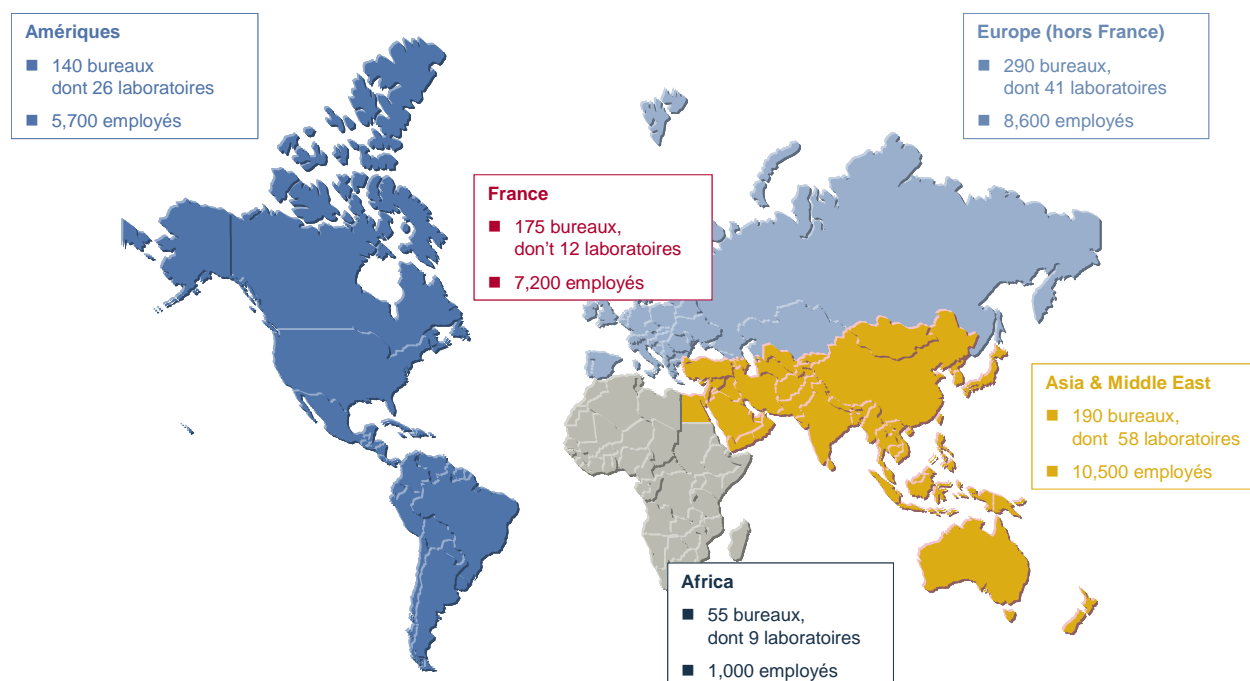 Amériques
140 bureaux
dont 26 laboratoires
5,700 employés
Europe (hors France)
290 bureaux,
dont 41 laboratoires
8,600 employés
France
175 bureaux,
don't 12 laboratoires
7,200 employés
Asia & Middle East
190 bureaux,
dont 58 laboratoires
10,500 employés
Africa
55 bureaux,
dont 9 laboratoires
1,000 employés